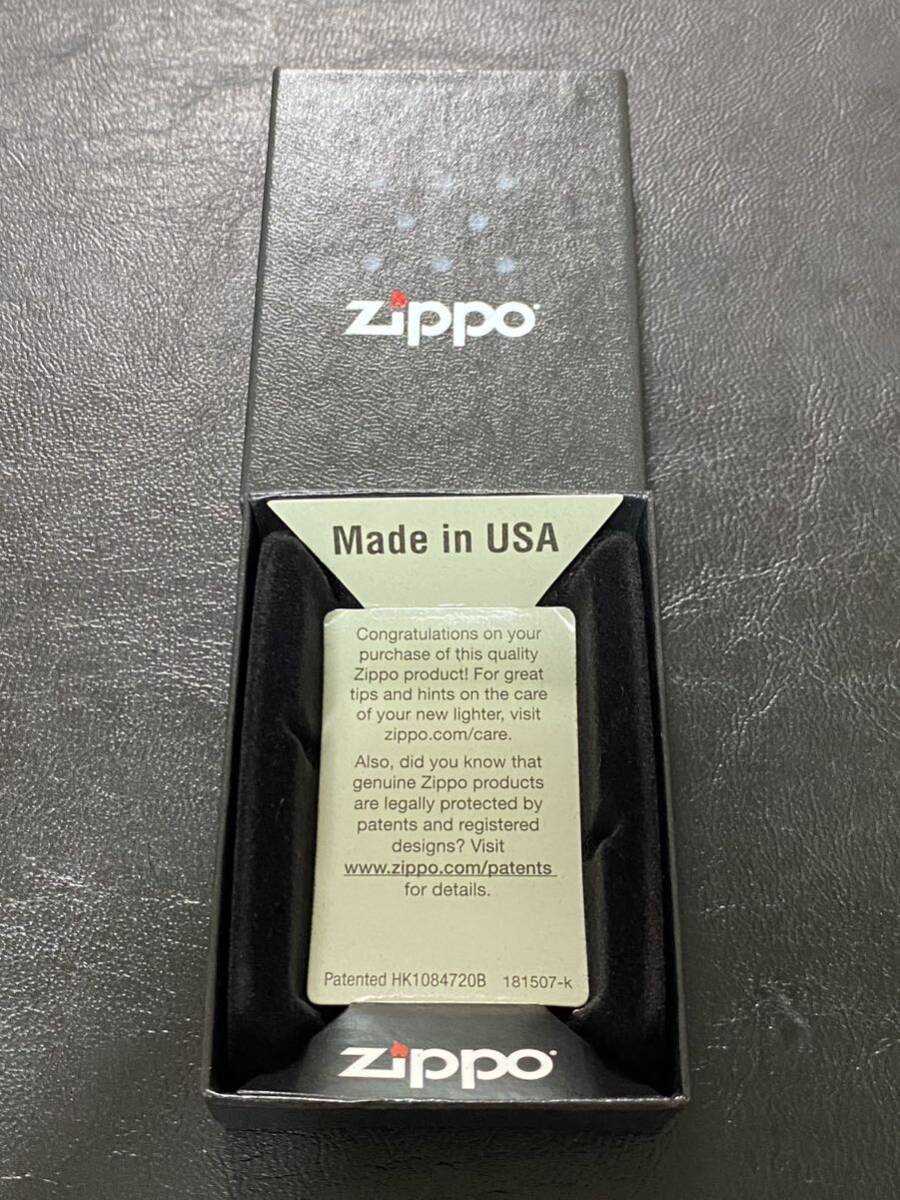 Zippo
Made in USA
Congratulations on your
purchase of this quality
Zippo product! For great
tips and hints on the care
of your new lighter, visit
zippo.com/care.
Also, did you know that
genuine Zippo products
are legally protected by
patents and registered
designs? Visit
www.zippo.com/patents
for details.
Patented HK1084720B 181507-k
Zippo